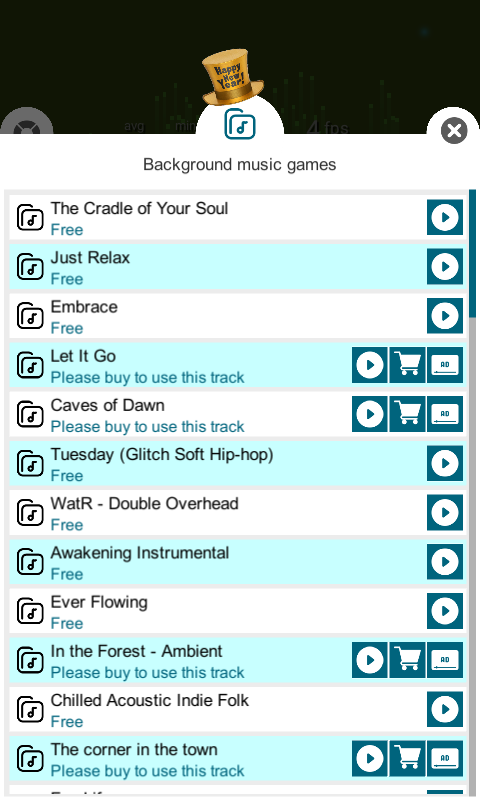 Happy
New
Year!
avg
min
4 fps
Background music games
The Cradle of Your Soul
Free
Just Relax
Free
Embrace
Free
Let It Go
Please buy to use this track
AD
Caves of Dawn
Please buy to use this track
AD
Tuesday (Glitch Soft Hip-hop)
Free
WatR - Double Overhead
Free
Awakening Instrumental
Free
Ever Flowing
Free
In the Forest - Ambient
Please buy to use this track
AD
Chilled Acoustic Indie Folk
Free
The corner in the town
Please buy to use this track
AD